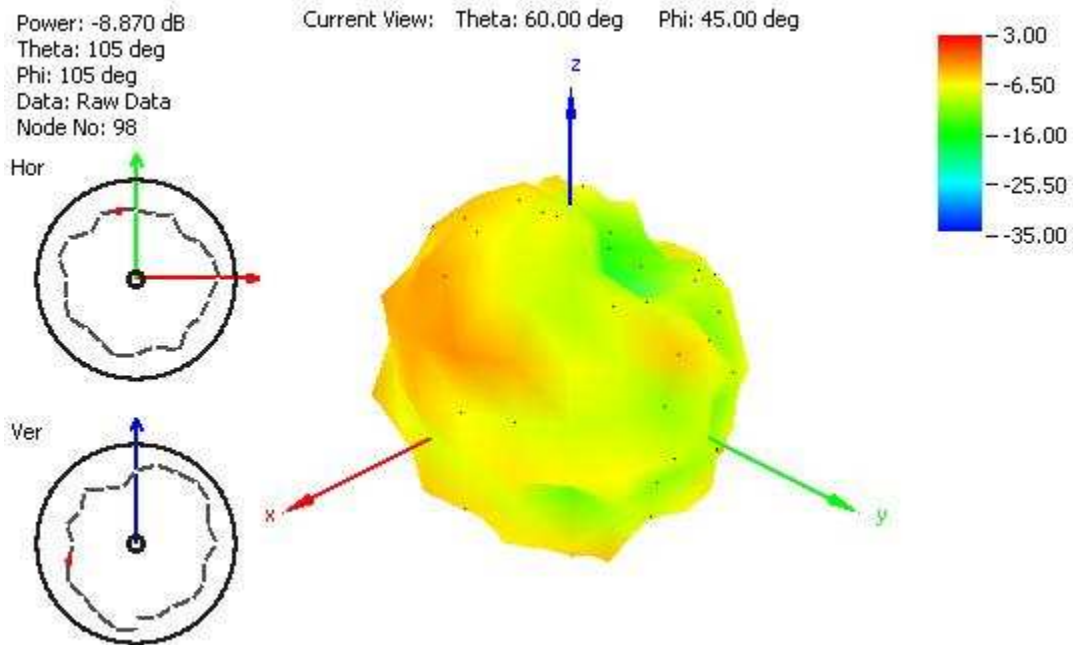 Power: -8.870 dB
Theta: 105 deg
Phi: 105 deg
Data: Raw Data
Node No: 98
Current View: Theta: 60.00 deg Phi: 45.00 deg
3.00
-6.50
-16.00
-25.50
-35.00
Hor
Ver
z
x
y